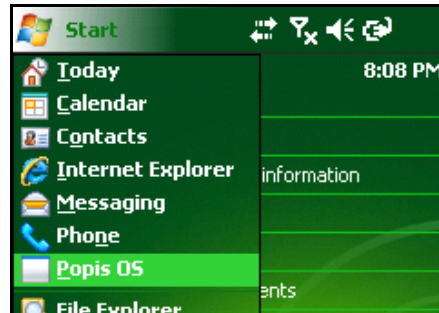 Start
Today
8:08 PM
Calendar
Contacts
Internet Explorer
information
Messaging
Phone
Popis OS
ents
File Explorer